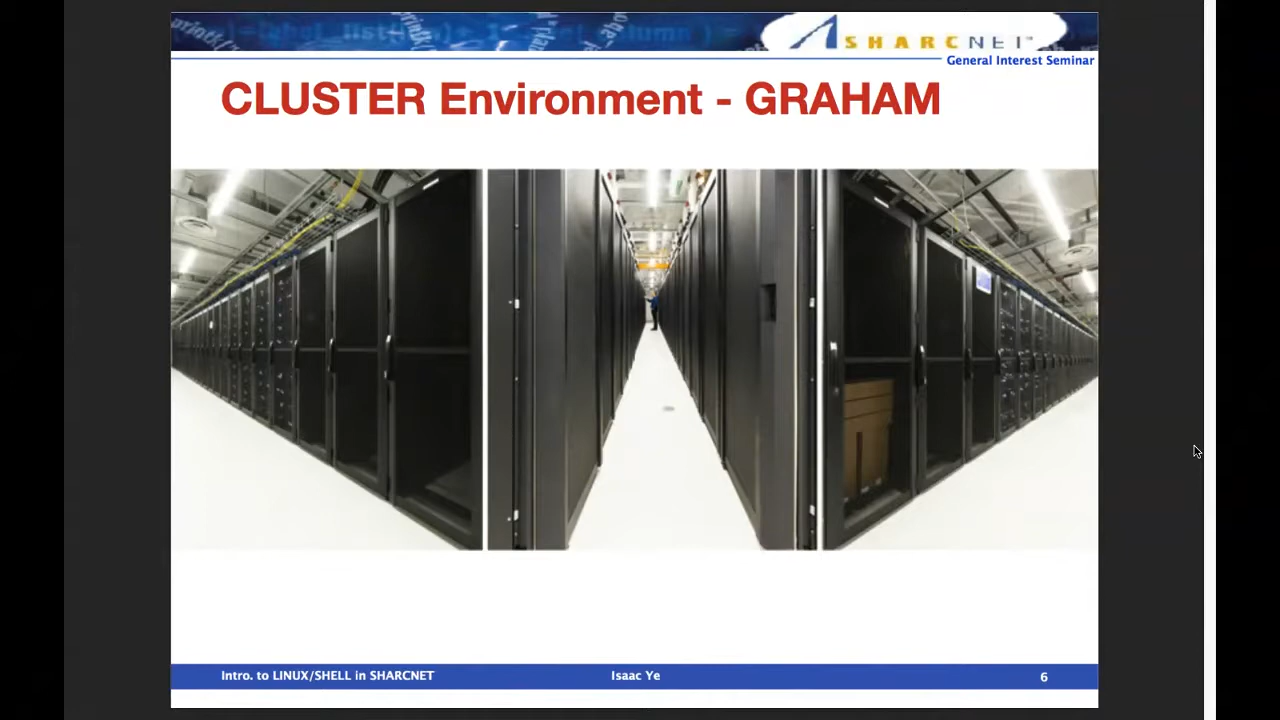 SHARCNET™
General Interest Seminar
CLUSTER Environment - GRAHAM
Intro. to LINUX/SHELL in SHARCNET
Isaac Ye
6